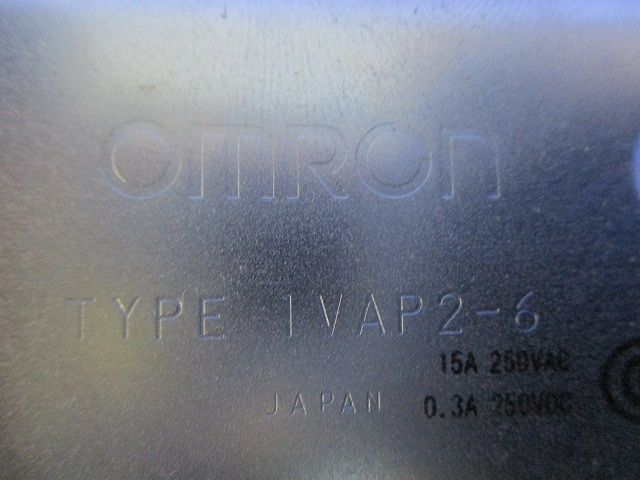 omron
TYPE 1VAP2-6
15A 250VAC
JAPAN 0.3A 250VDC